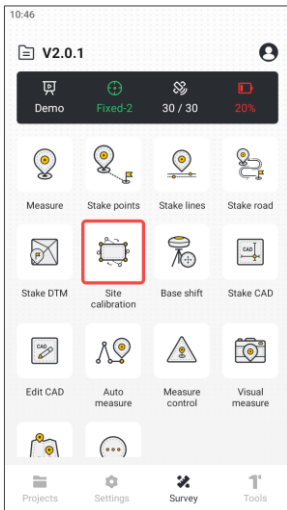 10:46
V2.0.1
Demo
Fixed-2
30 / 30
20%
Measure
Stake points
Stake lines
Stake road
CAD
Stake DTM
Site
calibration
Base shift
Stake CAD
CAD
Edit CAD
Auto
measure
Measure
control
Visual
measure
Projects
Settings
Survey
Tools